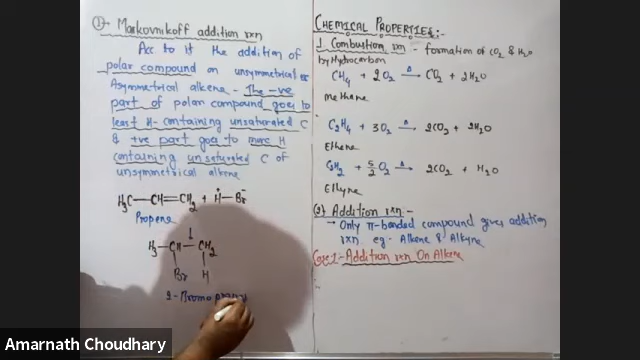 ① Markovnikoff addition rxn
Acc to it the addition of
polar compound on unsymmetrical or
Asymmetrical alkene - The -ve
part of polar compound goes to
least H-containing unsaturated C
& +ve part goes to more H
containing unsaturated C of
unsymmetrical alkene
H₃C-CH=CH₂ + H⁺-Br⁻
Propene
↓
H₃C-CH-CH₂
Br H
2-Bromo
CHEMICAL PROPERTIES:-
1. Combustion rxn - formation of CO₂ & H₂O
by Hydrocarbon
CH₄ + 2O₂ —Δ→ CO₂ + 2H₂O
methane
C₂H₄ + 3O₂ —Δ→ 2CO₂ + 2H₂O
Ethene
C₂H₂ + 5/2 O₂ —Δ→ 2CO₂ + H₂O
Ethyne
(2) Addition rxn
→ Only π-bonded compound gives addition
rxn eg. Alkene & Alkyne
Case 1 - Addition rxn On Alkene
Amarnath Choudhary